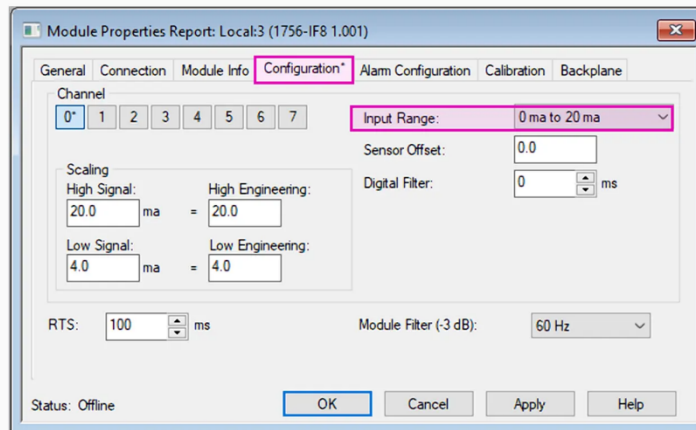 Module Properties Report: Local:3 (1756-IF8 1.001)
General Connection Module Info Configuration* Alarm Configuration Calibration Backplane
Channel
0* 1 2 3 4 5 6 7
Input Range: 0 ma to 20 ma
Sensor Offset: 0.0
Digital Filter: 0 ms
Scaling
High Signal: High Engineering:
20.0 ma = 20.0
Low Signal: Low Engineering:
4.0 ma = 4.0
RTS: 100 ms Module Filter (-3 dB): 60 Hz
Status: Offline OK Cancel Apply Help